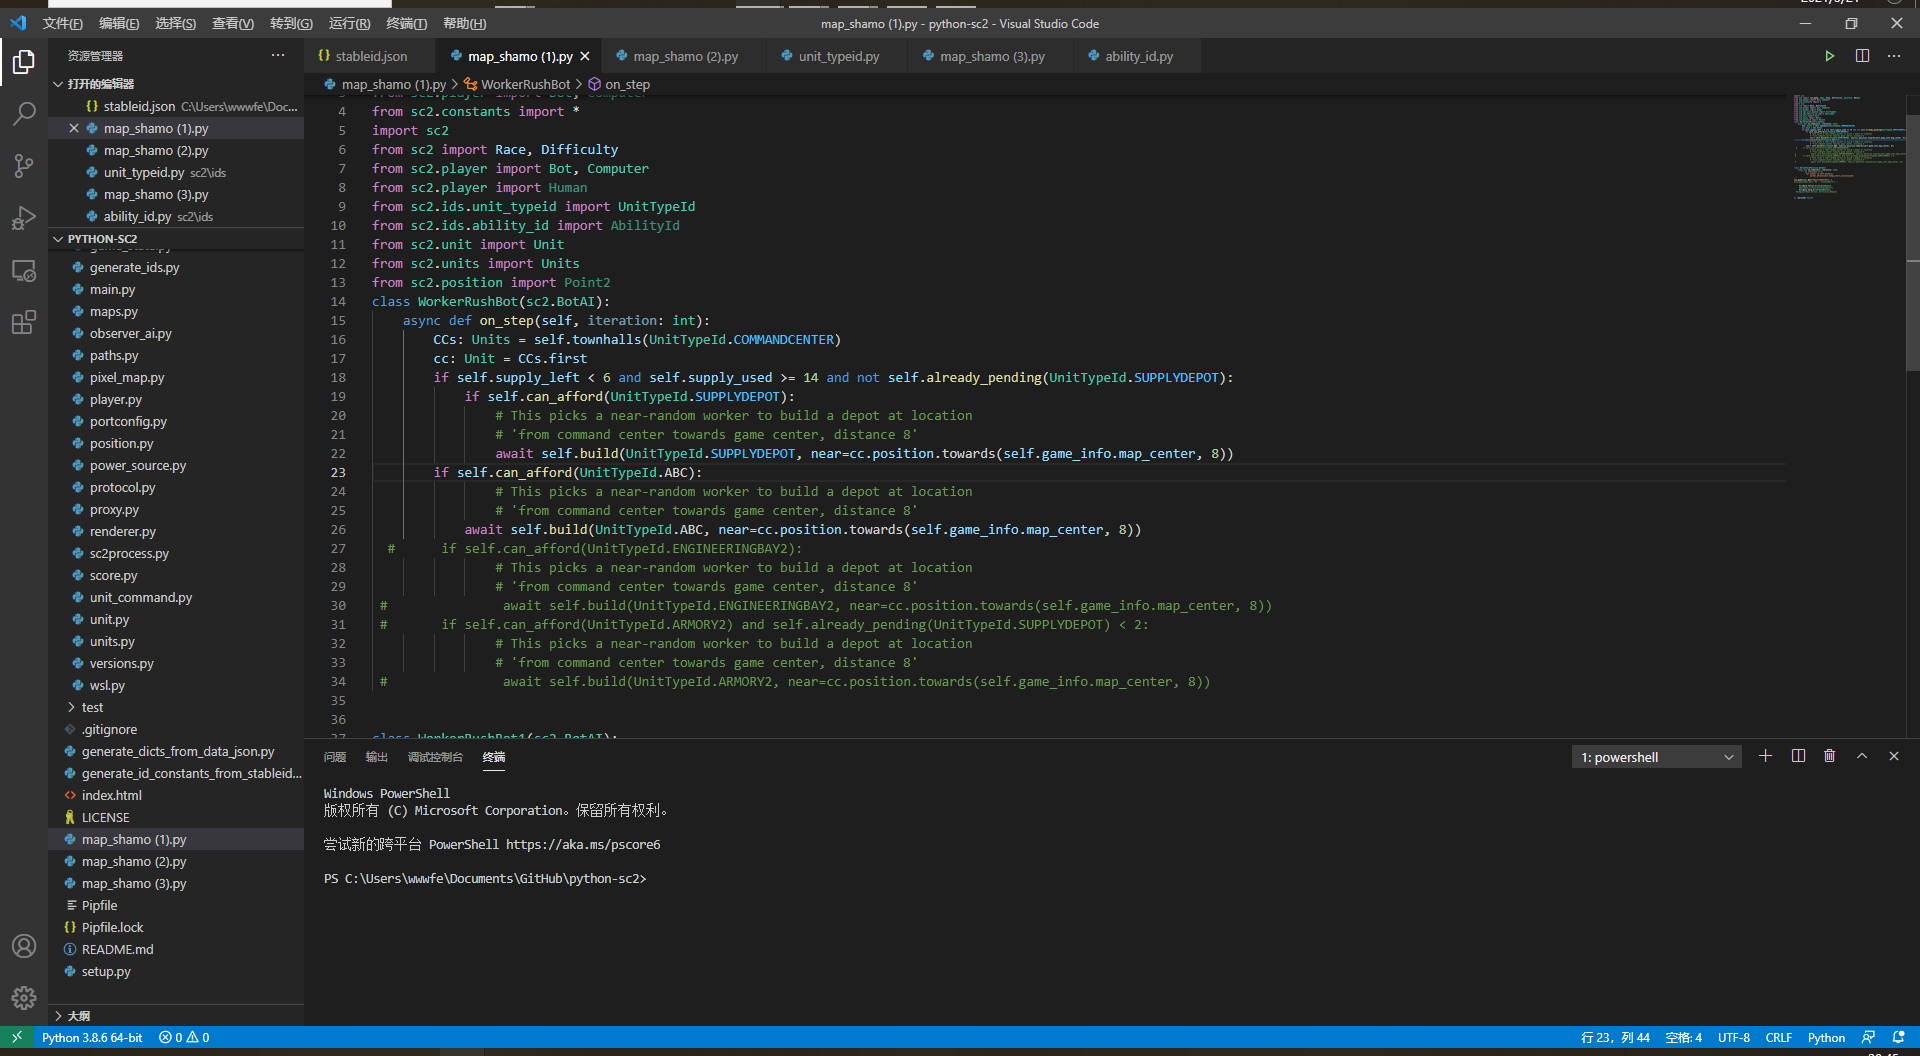 文件(F) 编辑(E) 选择(S) 查看(V) 转到(G) 运行(R) 终端(T) 帮助(H)
map_shamo (1).py - python-sc2 - Visual Studio Code
资源管理器
打开的编辑器
stableid.json C:\Users\wwwfe\Doc...
map_shamo (1).py
map_shamo (2).py
unit_typeid.py sc2\ids
map_shamo (3).py
ability_id.py sc2\ids
PYTHON-SC2
generate_ids.py
main.py
maps.py
observer_ai.py
paths.py
pixel_map.py
player.py
portconfig.py
position.py
power_source.py
protocol.py
proxy.py
renderer.py
sc2process.py
score.py
unit_command.py
unit.py
units.py
versions.py
wsl.py
test
.gitignore
generate_dicts_from_data_json.py
generate_id_constants_from_stableid...
index.html
LICENSE
map_shamo (1).py
map_shamo (2).py
map_shamo (3).py
Pipfile
Pipfile.lock
README.md
setup.py
大纲
stableid.json
map_shamo (1).py
map_shamo (2).py
unit_typeid.py
map_shamo (3).py
ability_id.py
map_shamo (1).py > WorkerRushBot > on_step
4 from sc2.constants import *
5 import sc2
6 from sc2 import Race, Difficulty
7 from sc2.player import Bot, Computer
8 from sc2.player import Human
9 from sc2.ids.unit_typeid import UnitTypeId
10 from sc2.ids.ability_id import AbilityId
11 from sc2.unit import Unit
12 from sc2.units import Units
13 from sc2.position import Point2
14 class WorkerRushBot(sc2.BotAI):
15 async def on_step(self, iteration: int):
16 CCs: Units = self.townhalls(UnitTypeId.COMMANDCENTER)
17 cc: Unit = CCs.first
18 if self.supply_left < 6 and self.supply_used >= 14 and not self.already_pending(UnitTypeId.SUPPLYDEPOT):
19 if self.can_afford(UnitTypeId.SUPPLYDEPOT):
20 # This picks a near-random worker to build a depot at location
21 # 'from command center towards game center, distance 8'
22 await self.build(UnitTypeId.SUPPLYDEPOT, near=cc.position.towards(self.game_info.map_center, 8))
23 if self.can_afford(UnitTypeId.ABC):
24 # This picks a near-random worker to build a depot at location
25 # 'from command center towards game center, distance 8'
26 await self.build(UnitTypeId.ABC, near=cc.position.towards(self.game_info.map_center, 8))
27 # if self.can_afford(UnitTypeId.ENGINEERINGBAY2):
28 # This picks a near-random worker to build a depot at location
29 # 'from command center towards game center, distance 8'
30 # await self.build(UnitTypeId.ENGINEERINGBAY2, near=cc.position.towards(self.game_info.map_center, 8))
31 # if self.can_afford(UnitTypeId.ARMORY2) and self.already_pending(UnitTypeId.SUPPLYDEPOT) < 2:
32 # This picks a near-random worker to build a depot at location
33 # 'from command center towards game center, distance 8'
34 # await self.build(UnitTypeId.ARMORY2, near=cc.position.towards(self.game_info.map_center, 8))
35
36
37 class WorkerRushBot1(sc2.BotAI):
问题 输出 调试控制台 终端
1: powershell
Windows PowerShell
版权所有 (C) Microsoft Corporation。保留所有权利。
尝试新的跨平台 PowerShell https://aka.ms/pscore6
PS C:\Users\wwwfe\Documents\GitHub\python-sc2>
Python 3.8.6 64-bit 0 0
行 23，列 44 空格: 4 UTF-8 CRLF Python